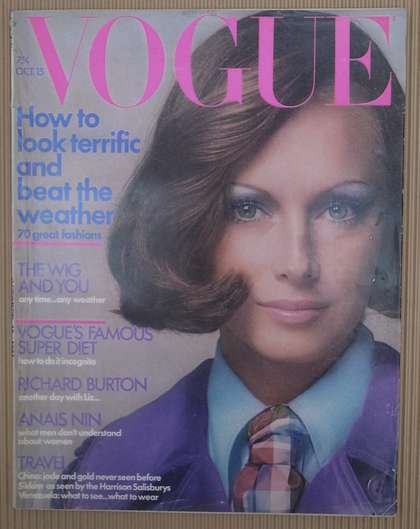 VOGUE
75¢
OCT 15
How to
look terrific
and
beat the
weather
70 great fashions
THE WIG
AND YOU
any time...any weather
VOGUE'S FAMOUS
SUPER DIET
how to do it incognito
RICHARD BURTON
another day with Liz...
ANAIS NIN
what men don't understand
about women
TRAVEL
China: jade and gold never seen before
Sikkim as seen by the Harrison Salisburys
Venezuela: what to see...what to wear